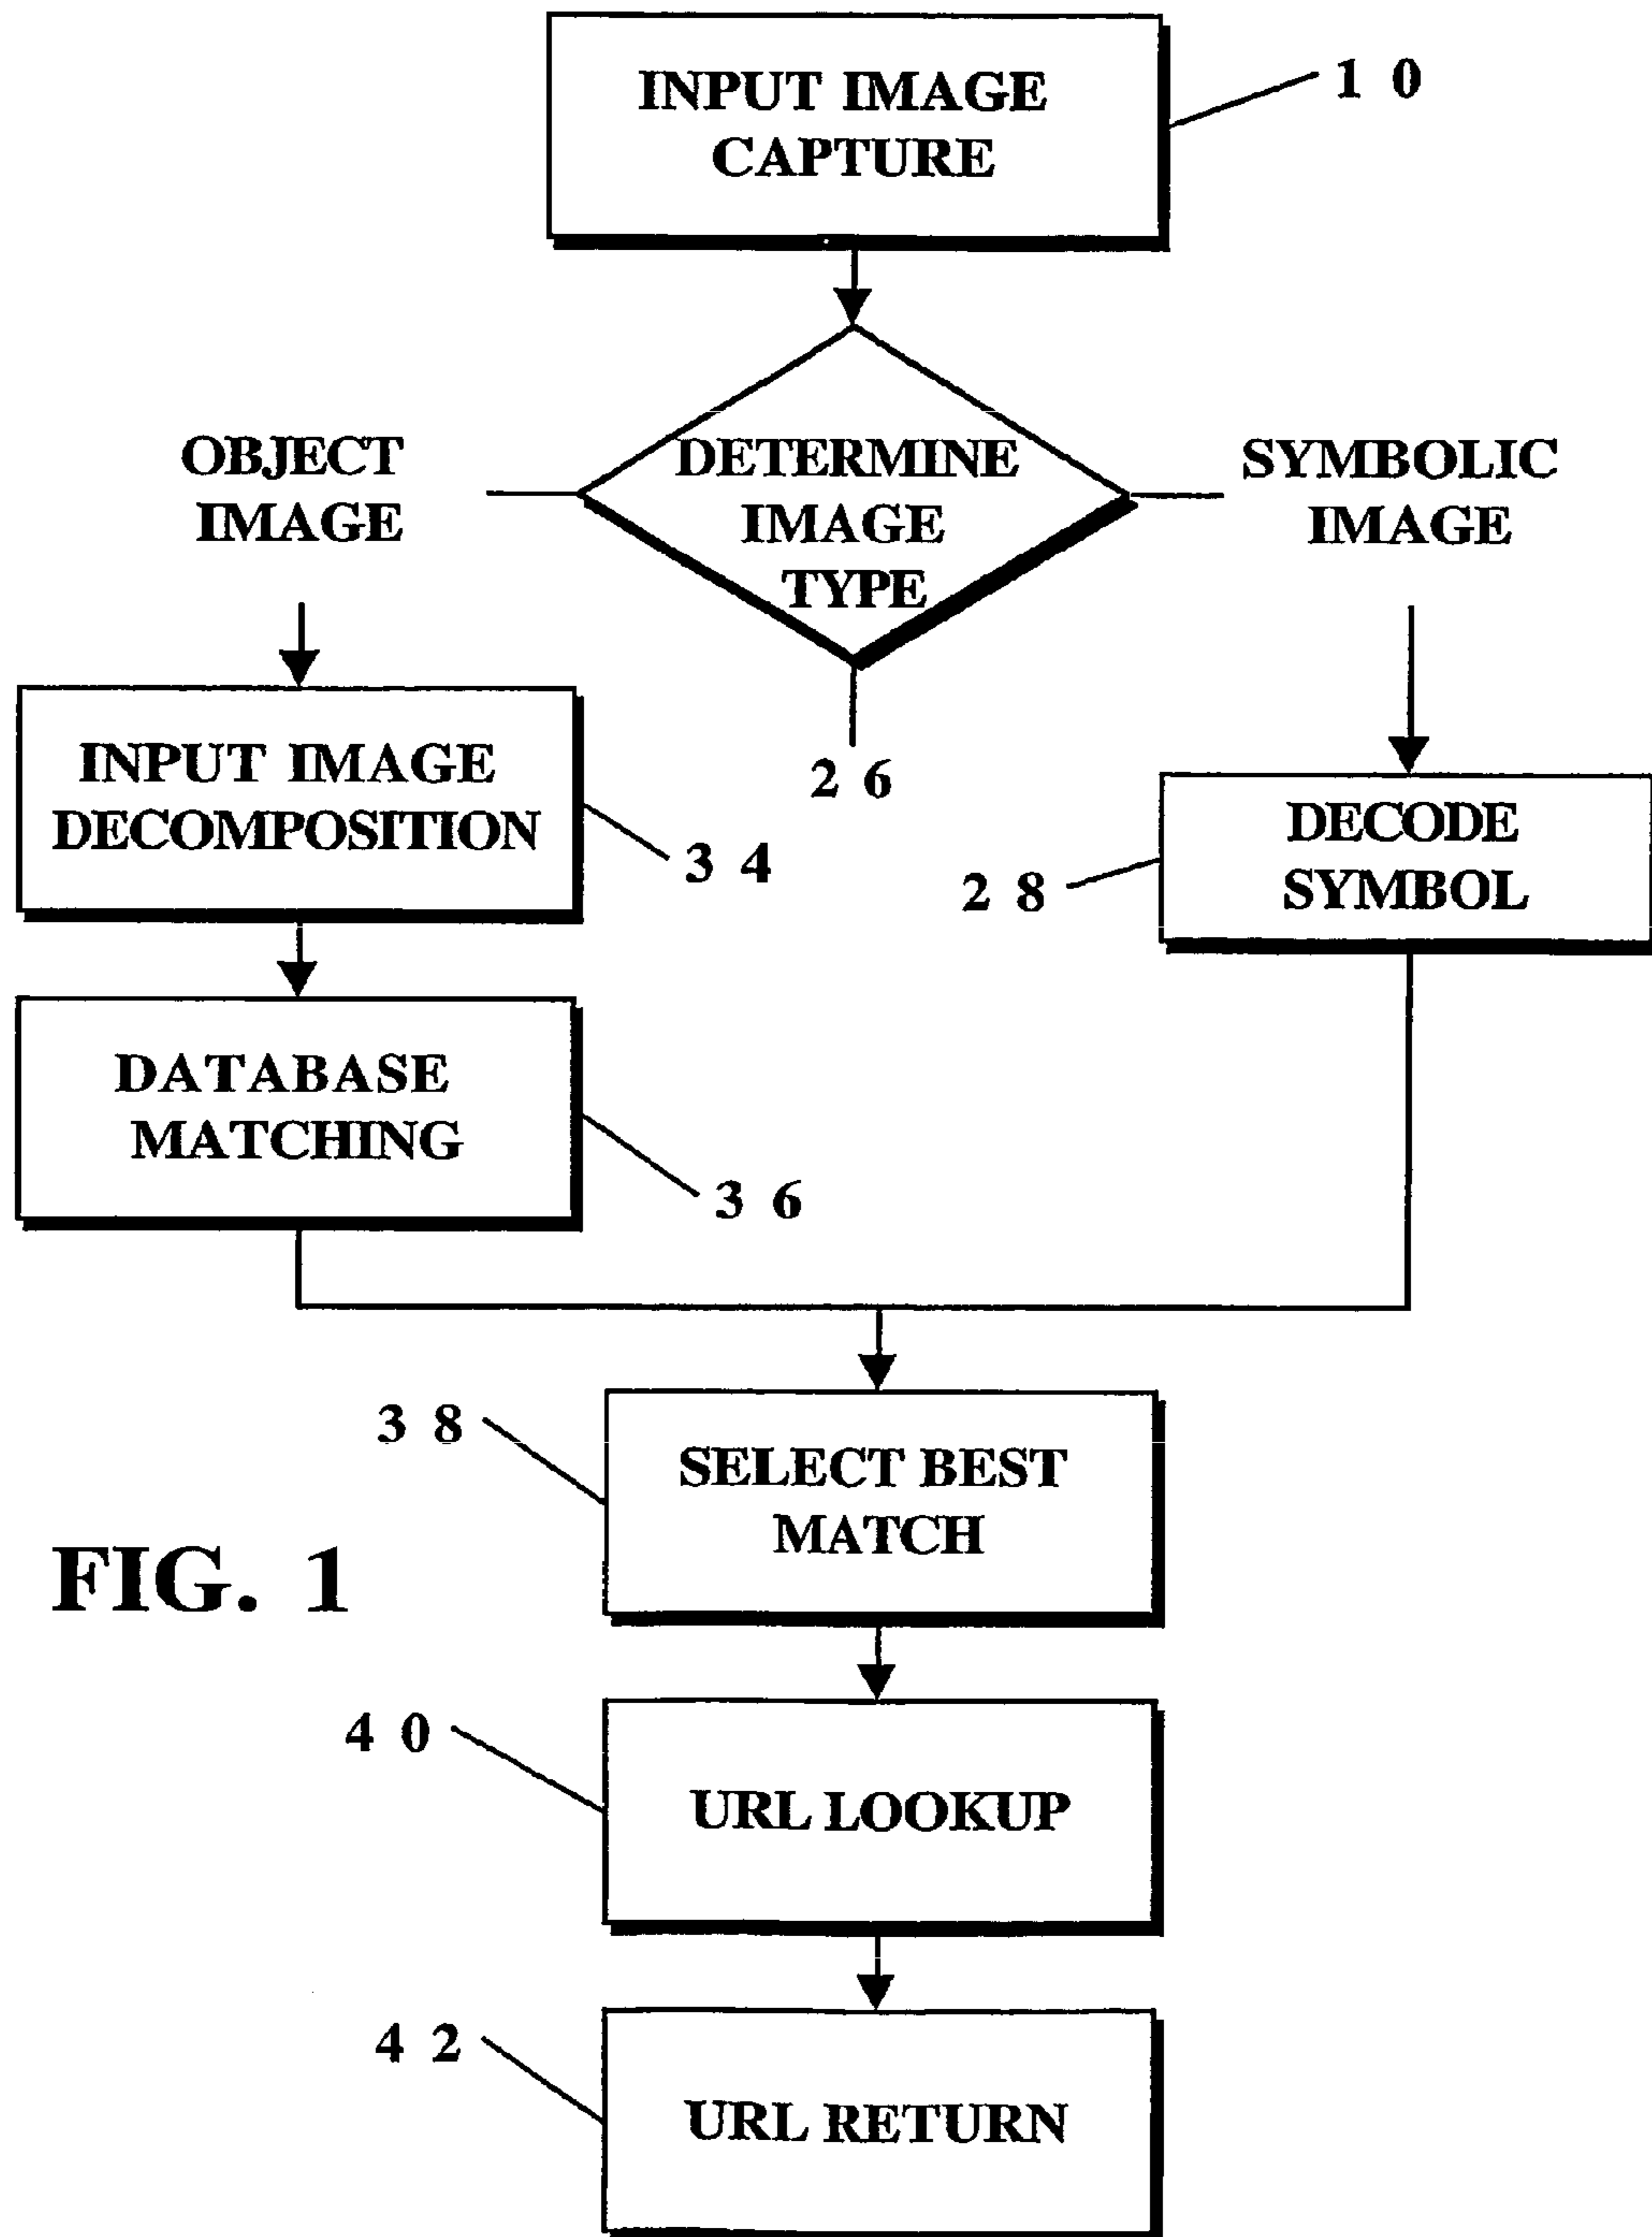 INPUT IMAGE
CAPTURE
1 0
OBJECT
IMAGE
DETERMINE
IMAGE
TYPE
SYMBOLIC
IMAGE
2 6
INPUT IMAGE
DECOMPOSITION
3 4
DECODE
SYMBOL
2 8
DATABASE
MATCHING
3 6
3 8
SELECT BEST
MATCH
FIG. 1
4 0
URL LOOKUP
4 2
URL RETURN